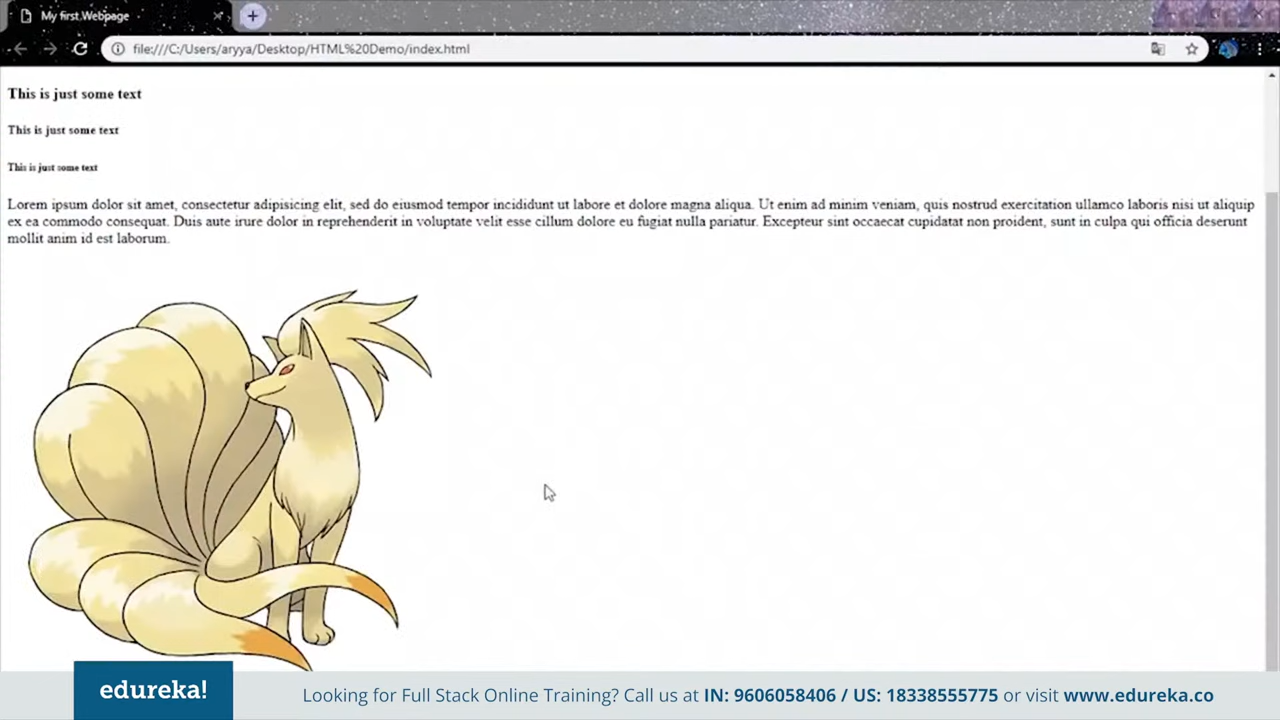 My first Webpage
file:///C:/Users/aryya/Desktop/HTML%20Demo/index.html
This is just some text
This is just some text
This is just some text
Lorem ipsum dolor sit amet, consectetur adipisicing elit, sed do eiusmod tempor incididunt ut labore et dolore magna aliqua. Ut enim ad minim veniam, quis nostrud exercitation ullamco laboris nisi ut aliquip
ex ea commodo consequat. Duis aute irure dolor in reprehenderit in voluptate velit esse cillum dolore eu fugiat nulla pariatur. Excepteur sint occaecat cupidatat non proident, sunt in culpa qui officia deserunt
mollit anim id est laborum.
edureka!
Looking for Full Stack Online Training? Call us at IN: 9606058406 / US: 18338555775 or visit www.edureka.co